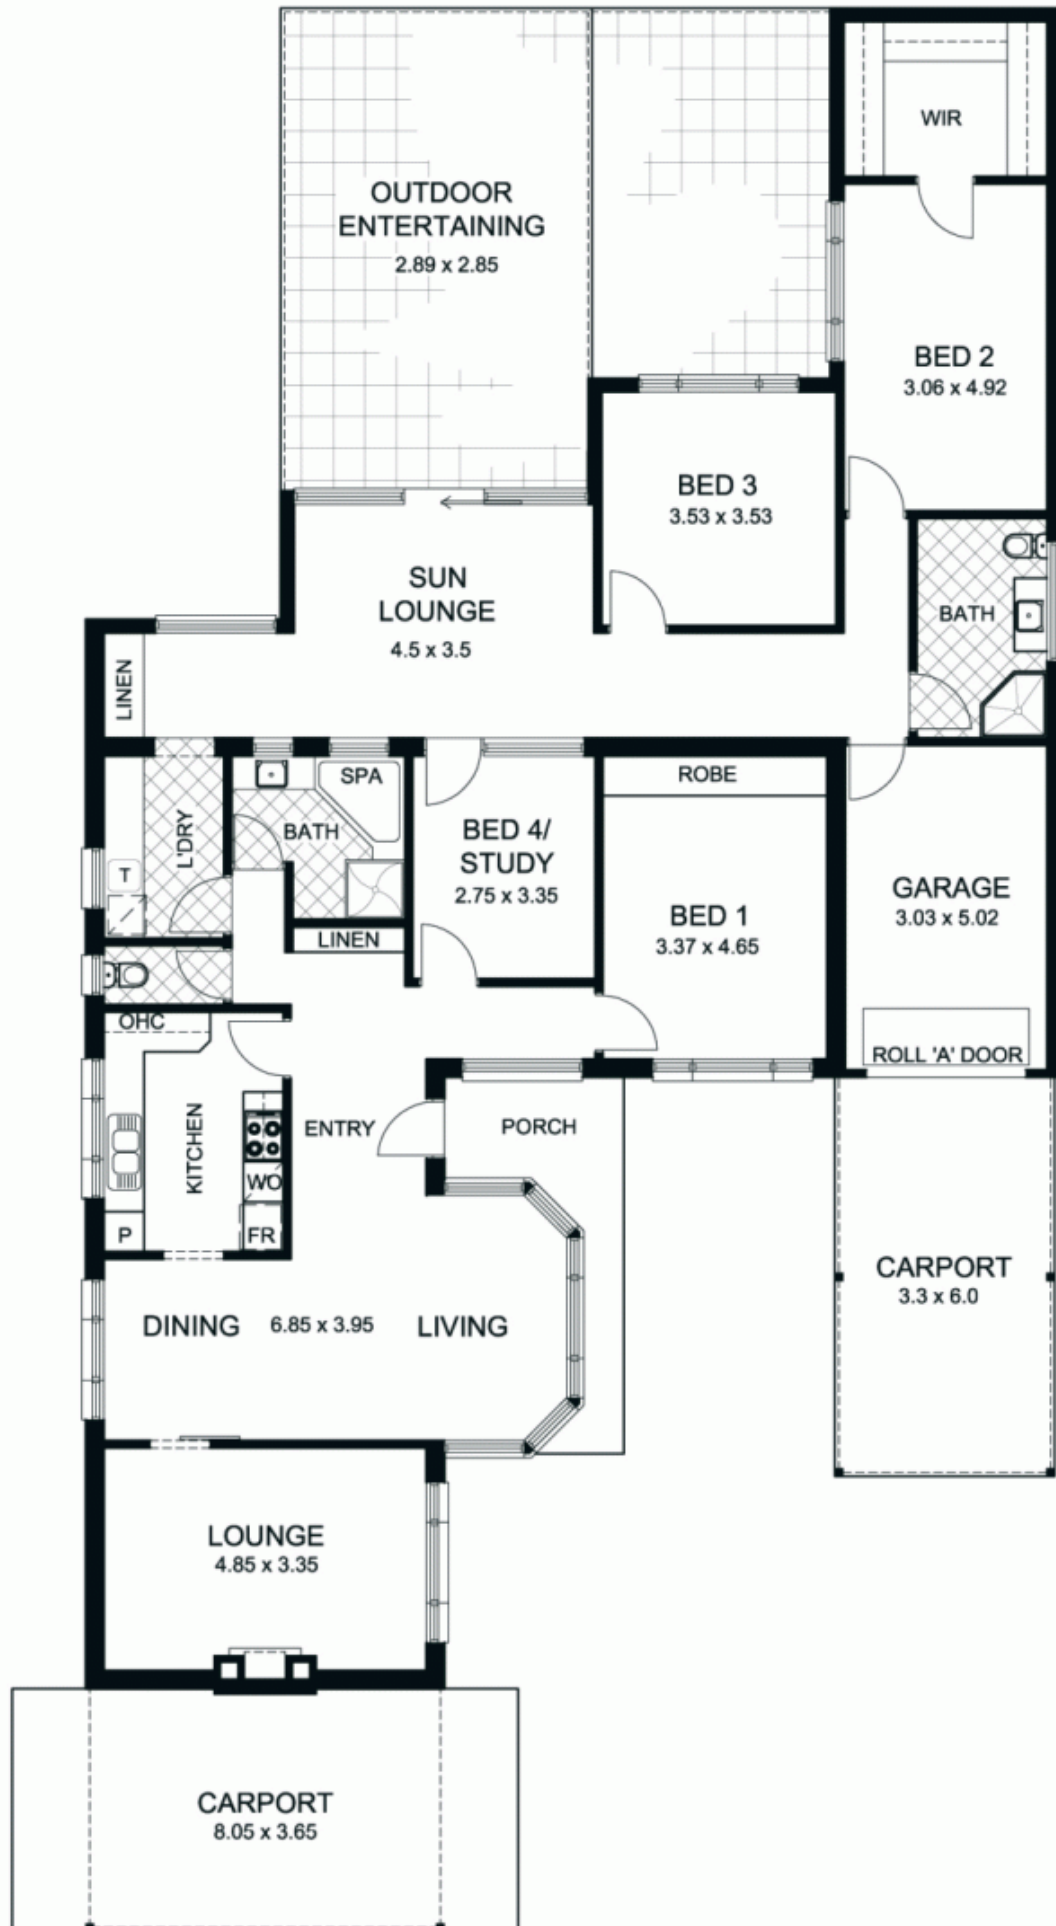 WIR
OUTDOOR
ENTERTAINING
2.89 x 2.85
BED 2
3.06 x 4.92
BED 3
3.53 x 3.53
SUN
LOUNGE
4.5 x 3.5
BATH
LINEN
SPA
ROBE
L'DRY
BATH
BED 4/
STUDY
2.75 x 3.35
T
GARAGE
3.03 x 5.02
BED 1
3.37 x 4.65
LINEN
OHC
ROLL 'A' DOOR
KITCHEN
ENTRY
PORCH
WO
P
FR
CARPORT
3.3 x 6.0
DINING
6.85 x 3.95
LIVING
LOUNGE
4.85 x 3.35
CARPORT
8.05 x 3.65